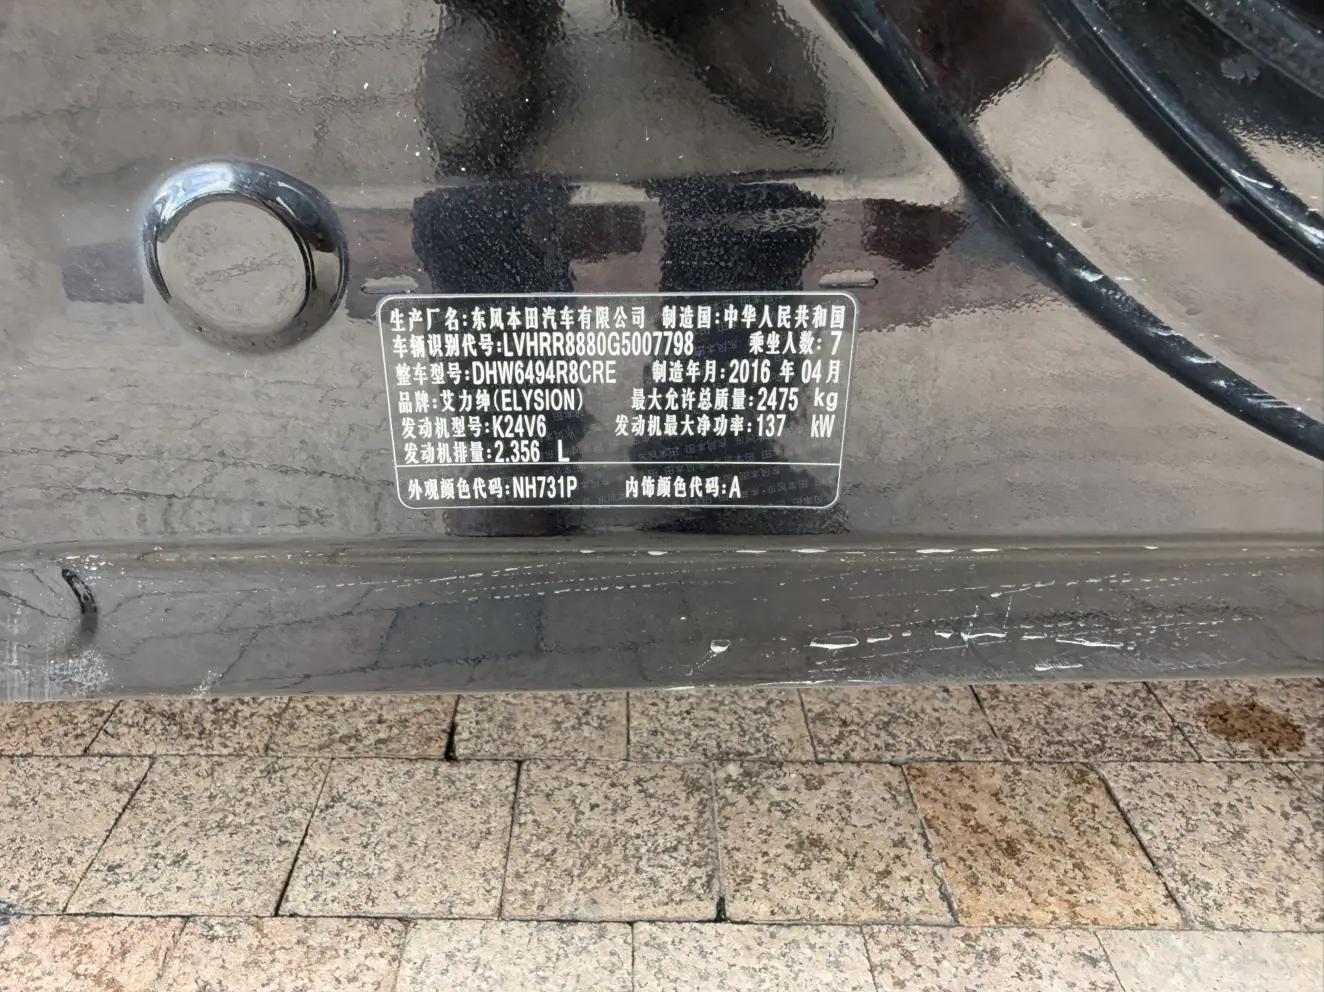 生产厂名:东风本田汽车有限公司 制造国:中华人民共和国
车辆识别代号:LVHRR8880G5007798 乘坐人数:7
整车型号:DHW6494R8CRE 制造年月:2016 年 04 月
品牌:艾力绅(ELYSION) 最大允许总质量:2475 kg
发动机型号:K24V6 发动机最大净功率:137 kW
发动机排量:2.356 L
外观颜色代码:NH731P 内饰颜色代码:A